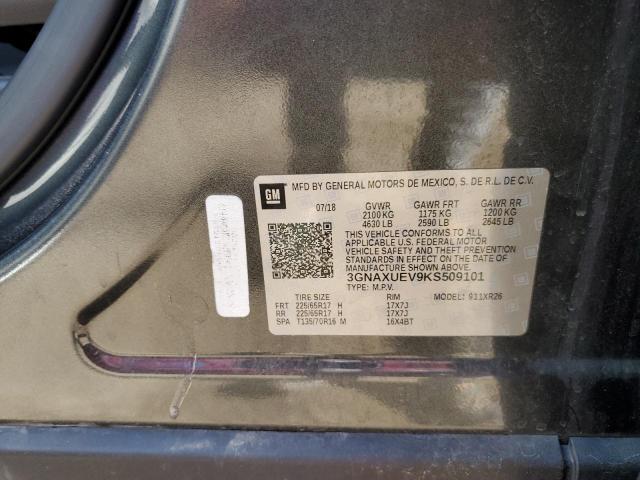 GM
MFD BY GENERAL MOTORS DE MEXICO, S. DE R.L. DE C.V.
07/18 GVWR GAWR FRT GAWR RR
2100 KG 1175 KG 1200 KG
4630 LB 2590 LB 2645 LB
THIS VEHICLE CONFORMS TO ALL
APPLICABLE U.S. FEDERAL MOTOR
VEHICLE SAFETY AND THEFT PREVENTION
STANDARDS IN EFFECT ON THE DATE OF
MANUFACTURE SHOWN ABOVE.
3GNAXUEV9KS509101
TYPE: M.P.V.
TIRE SIZE RIM MODEL: 911XR26
FRT 225/65R17 H 17X7J
RR 225/65R17 H 17X7J
SPA T135/70R16 M 16X4BT